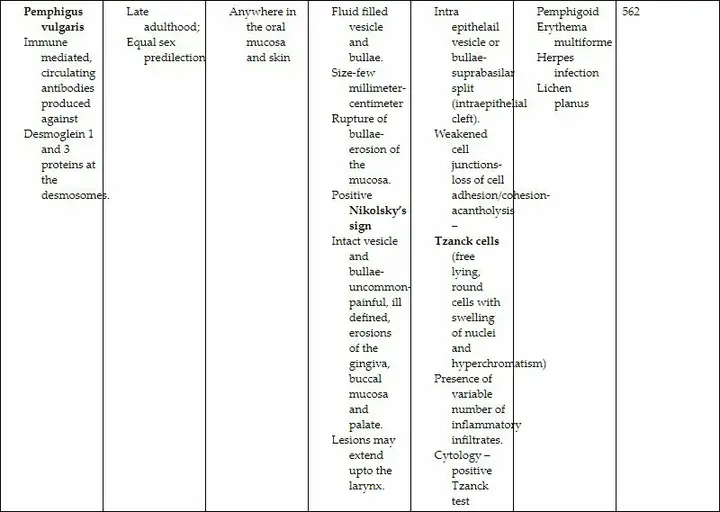 Pemphigus
vulgaris
Immune
mediated,
circulating
antibodies
produced
against
Desmoglein 1
and 3
proteins at
the
desmosomes.
Late
adulthood;
Equal sex
predilection
Anywhere in
the oral
mucosa
and skin
Fluid filled
vesicle
and
bullae.
Size-few
millimeter-
centimeter
Rupture of
bullae-
erosion of
the
mucosa.
Positive
Nikolsky's
sign
Intact vesicle
and
bullae-
uncommon-
painful, ill
defined,
erosions
of the
gingiva,
buccal
mucosa
and
palate.
Lesions may
extend
upto the
larynx.
Intra
epithelail
vesicle or
bullae-
suprabasilar
split
(intraepithelial
cleft).
Weakened
cell
junctions-
loss of cell
adhesion/cohesion-
acantholysis
–
Tzanck cells
(free
lying,
round
cells with
swelling
of nuclei
and
hyperchromatism)
Presence of
variable
number of
inflammatory
infiltrates.
Cytology –
positive
Tzanck
test
Pemphigoid
Erythema
multiforme
Herpes
infection
Lichen
planus
562